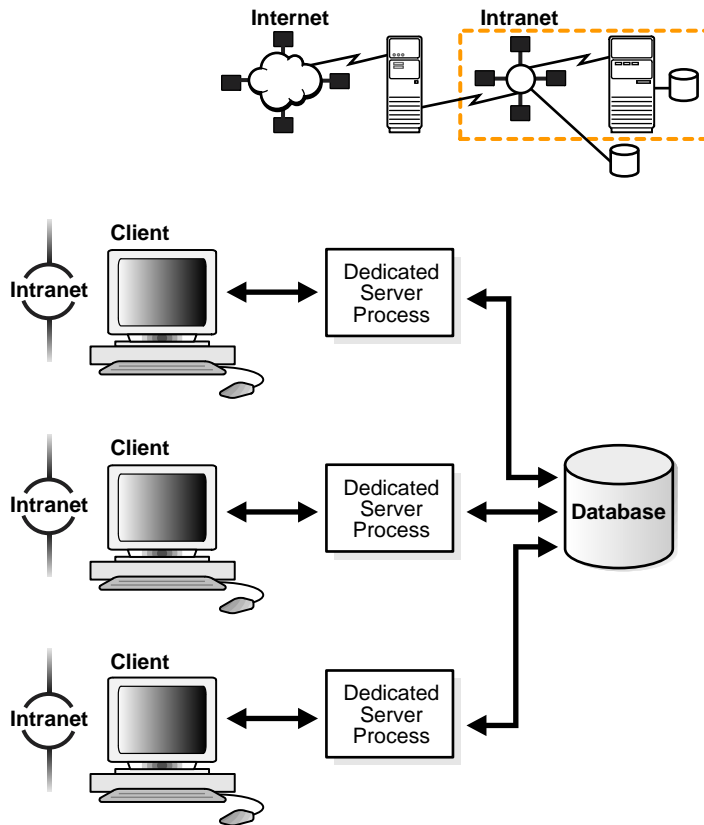 Internet
Intranet
Client
Intranet
Dedicated
Server
Process
Client
Intranet
Dedicated
Server
Process
Database
Client
Intranet
Dedicated
Server
Process